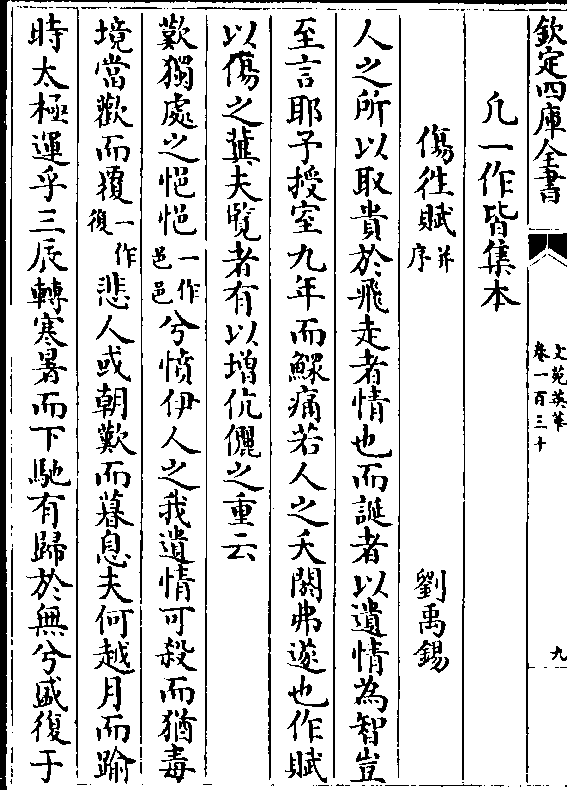 欽定四庫全書
文苑英華
卷一百三十
九
凡一作皆集本
傷徃賦并序
劉禹錫
人之所以取貴於飛走者情也而誕者以遺情為智豈
至言耶予授室九年而鰥痛若人之夭閼弗遂也作賦
以傷之冀夫覽者有以增伉儷之重云
歎獨處之悒悒一作邑邑兮憤伊人之我遺情可殺而猶毒
境當歡而覆一作復悲人或朝歎而暮息夫何越月而踰
時太極運乎三辰轉寒暑而下馳有歸於無兮盛復于